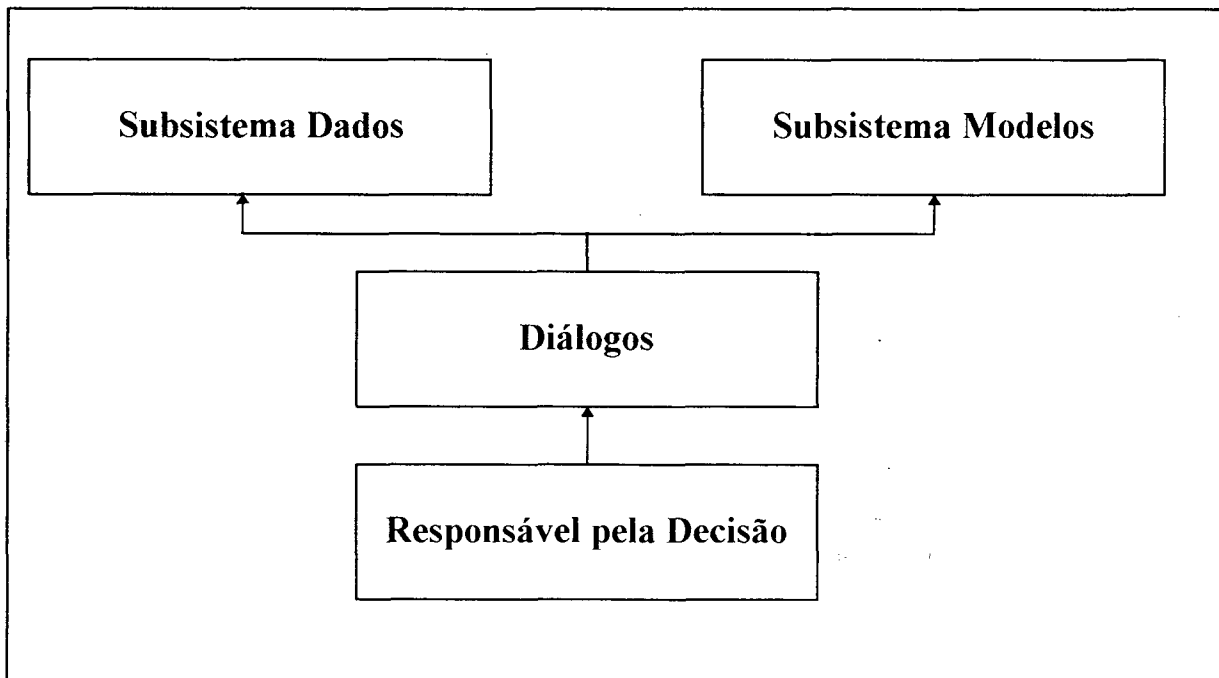 Subsistema Dados
Subsistema Modelos
Diálogos
Responsável pela Decisão